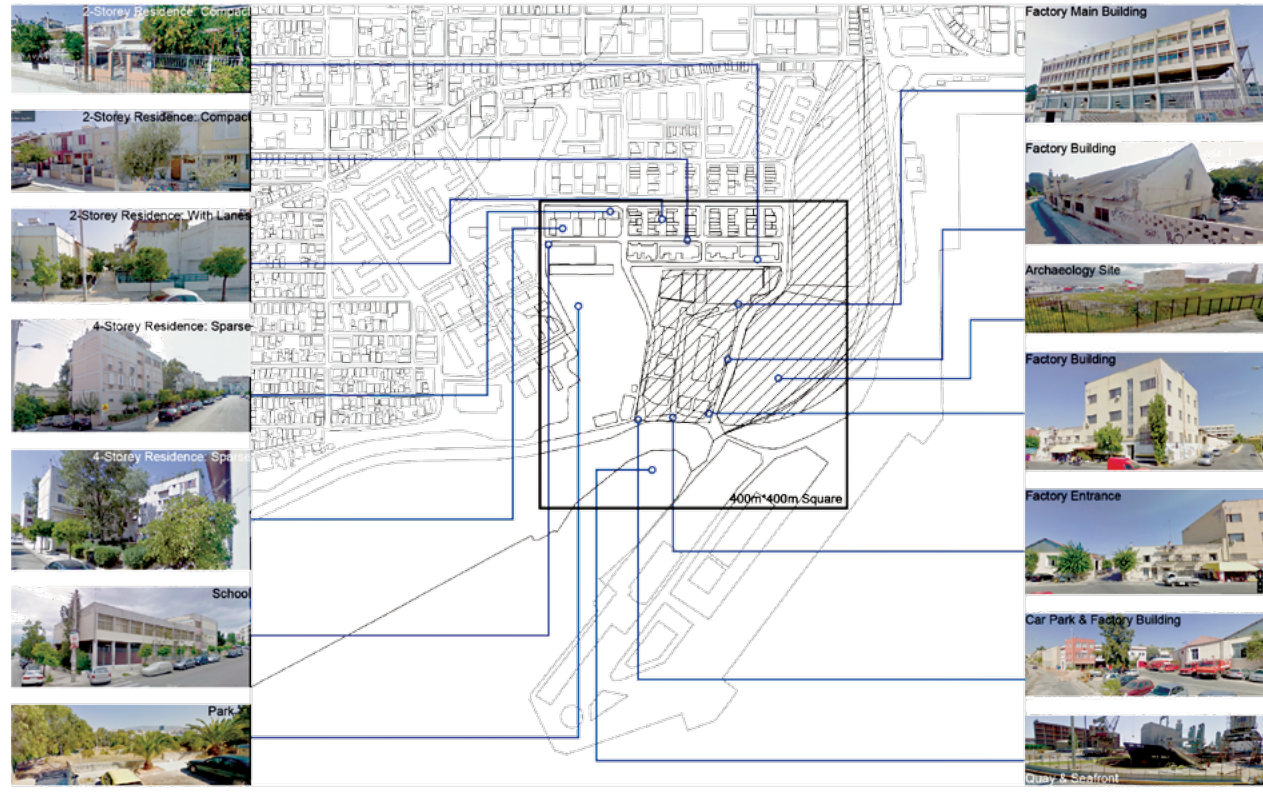 2-Storey Residence: Compact
2-Storey Residence: Compact
2-Storey Residence: With Lanes
4-Storey Residence: Sparse
4-Storey Residence: Sparse
School
Park
400m*400m Square
Factory Main Building
Factory Building
Archaeology Site
Factory Building
Factory Entrance
Car Park & Factory Building
Quay & Seafront